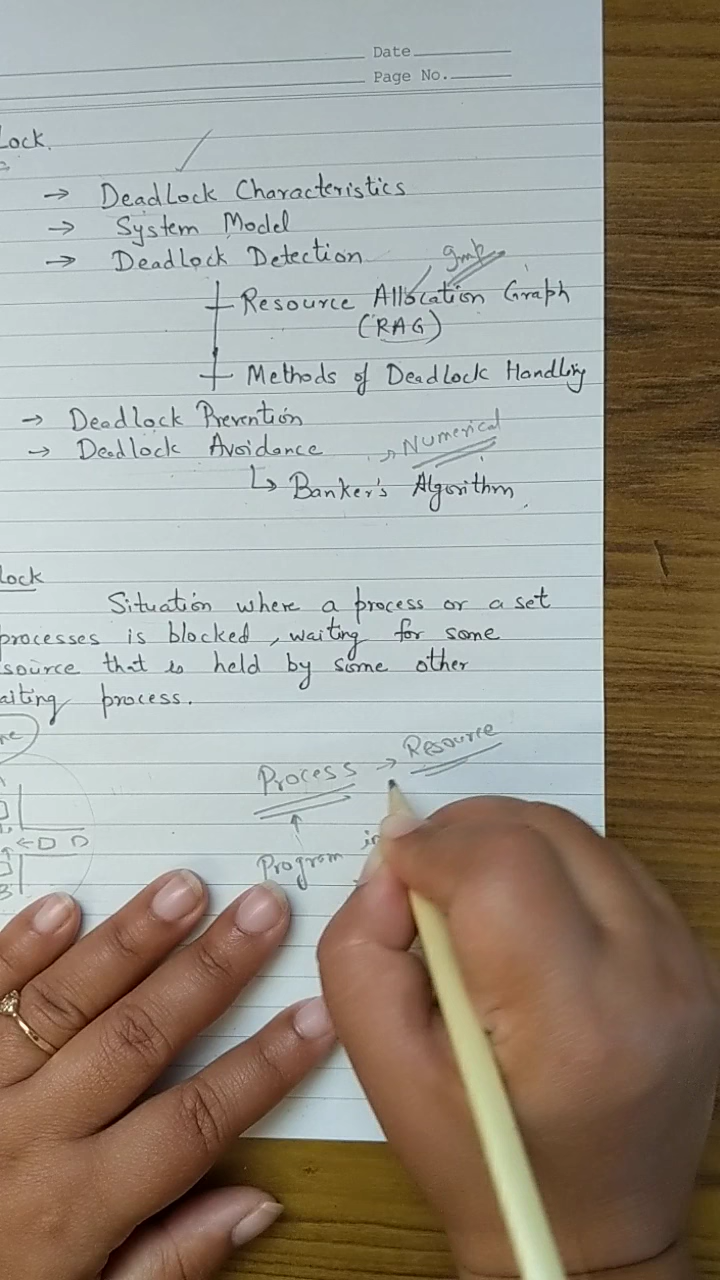 Date
Page No.
Lock.
→ DeadLock Characteristics
→ System Model
→ DeadLock Detection
Resource Allocation Graph
(RAG)
Methods of DeadLock Handling
→ DeadLock Prevention
→ DeadLock Avoidance
→ Numerical
↳ Banker's Algorithm.
Lock
Situation where a process or a set
processes is blocked, waiting for some
source that is held by some other
aiting process.
Process → Resource
← D D
Program in